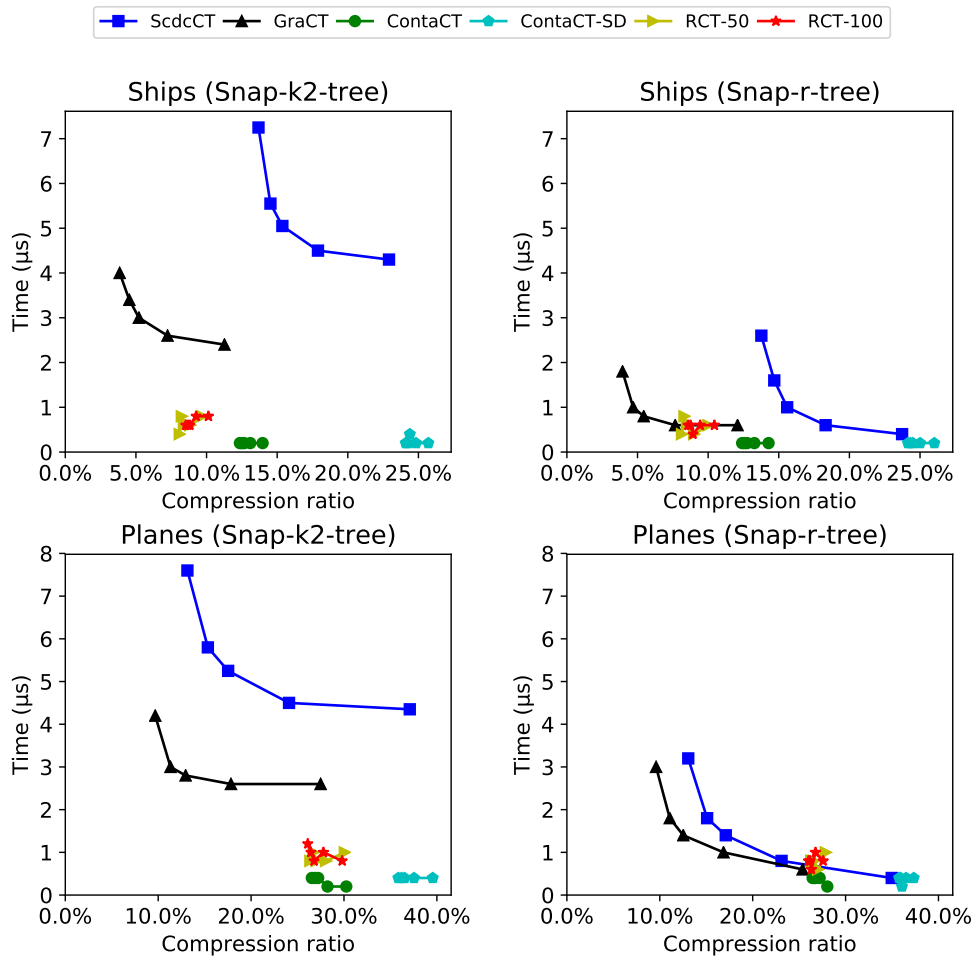 ScdcCT GraCT ContaCT ContaCT-SD RCT-50 RCT-100
Ships (Snap-k2-tree)
7
6
5
4
3
2
1
0
Time (μs)
0.0% 5.0% 10.0% 15.0% 20.0% 25.0%
Compression ratio
Ships (Snap-r-tree)
7
6
5
4
3
2
1
0
Time (μs)
0.0% 5.0% 10.0% 15.0% 20.0% 25.0%
Compression ratio
Planes (Snap-k2-tree)
8
7
6
5
4
3
2
1
0
Time (μs)
0.0% 10.0% 20.0% 30.0% 40.0%
Compression ratio
Planes (Snap-r-tree)
8
7
6
5
4
3
2
1
0
Time (μs)
0.0% 10.0% 20.0% 30.0% 40.0%
Compression ratio